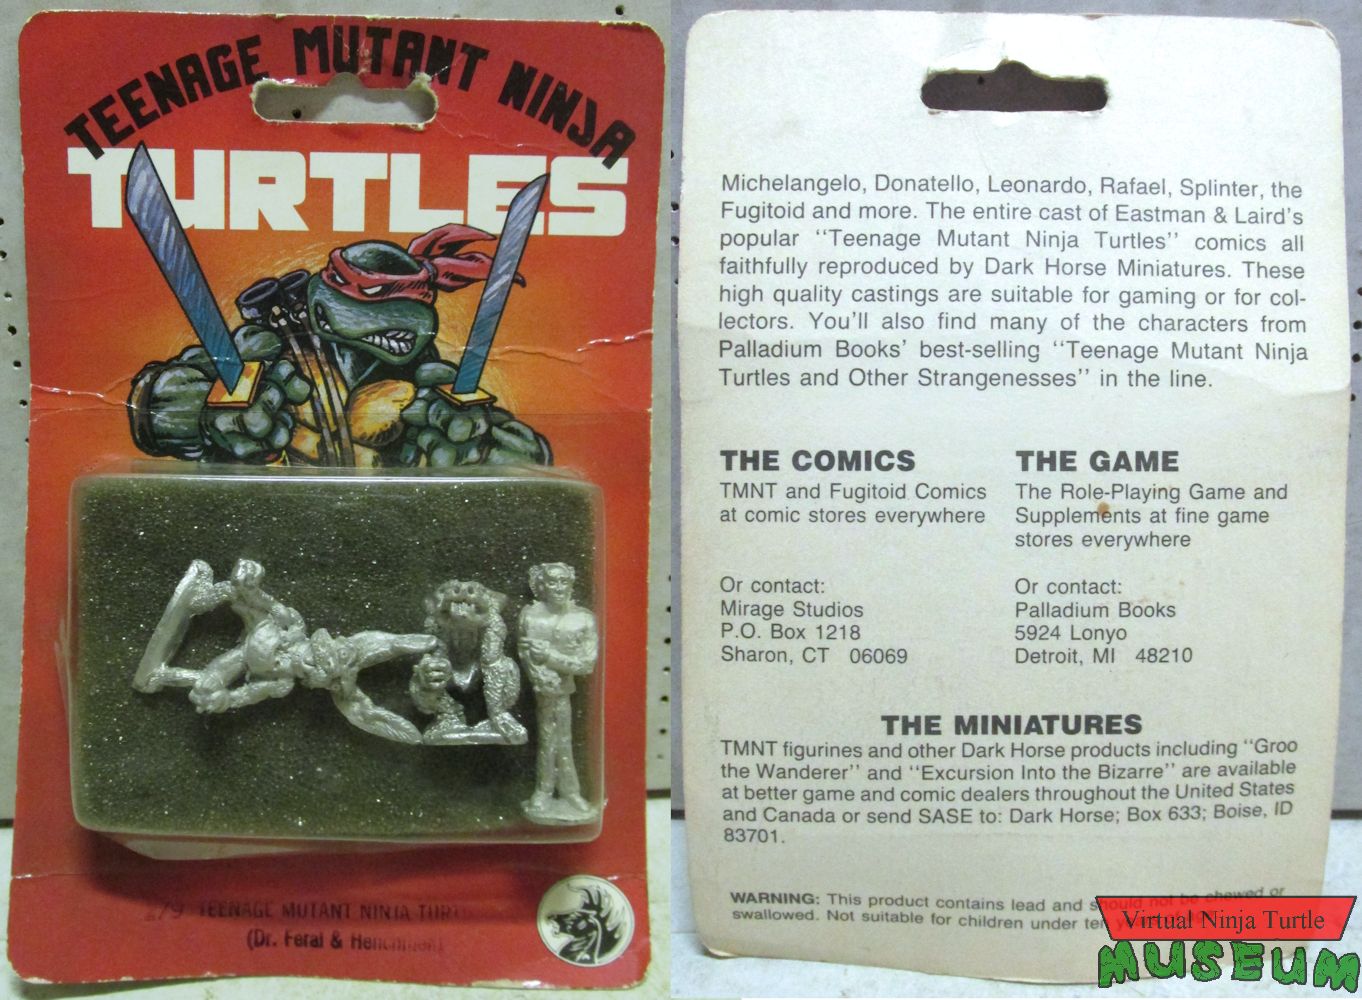 TEENAGE MUTANT NINJA
TURTLES
TEENAGE MUTANT NINJA
(Dr. Feral &
Michelangelo, Donatello, Leonardo, Rafael, Splinter, the
Fugitoid and more. The entire cast of Eastman & Laird's
popular "Teenage Mutant Ninja Turtles" comics all
faithfully reproduced by Dark Horse Miniatures. These
high quality castings are suitable for gaming or for col-
lectors. You'll also find many of the characters from
Palladium Books' best-selling "Teenage Mutant Ninja
Turtles and Other Strangenesses" in the line.
THE COMICS
TMNT and Fugitoid Comics
at comic stores everywhere
Or contact:
Mirage Studios
P.O. Box 1218
Sharon, CT 06069
THE GAME
The Role-Playing Game and
Supplements at fine game
stores everywhere
Or contact:
Palladium Books
5924 Lonyo
Detroit, MI 48210
THE MINIATURES
TMNT figurines and other Dark Horse products including "Groo
the Wanderer" and "Excursion Into the Bizarre" are available
at better game and comic dealers throughout the United States
and Canada or send SASE to: Dark Horse; Box 633; Boise, ID
83701.
WARNING: This product contains lead and should not be chewed or
swallowed. Not suitable for children under ten
Virtual Ninja Turtle
MUSEUM